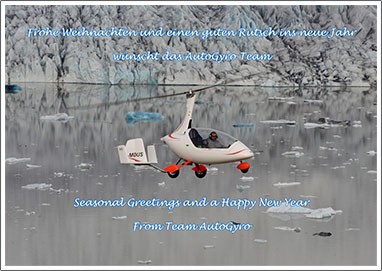 Frohe Weihnachten und einen guten Rutsch ins neue Jahr
wünscht das AutoGyro Team
Seasonal Greetings and a Happy New Year
From Team AutoGyro